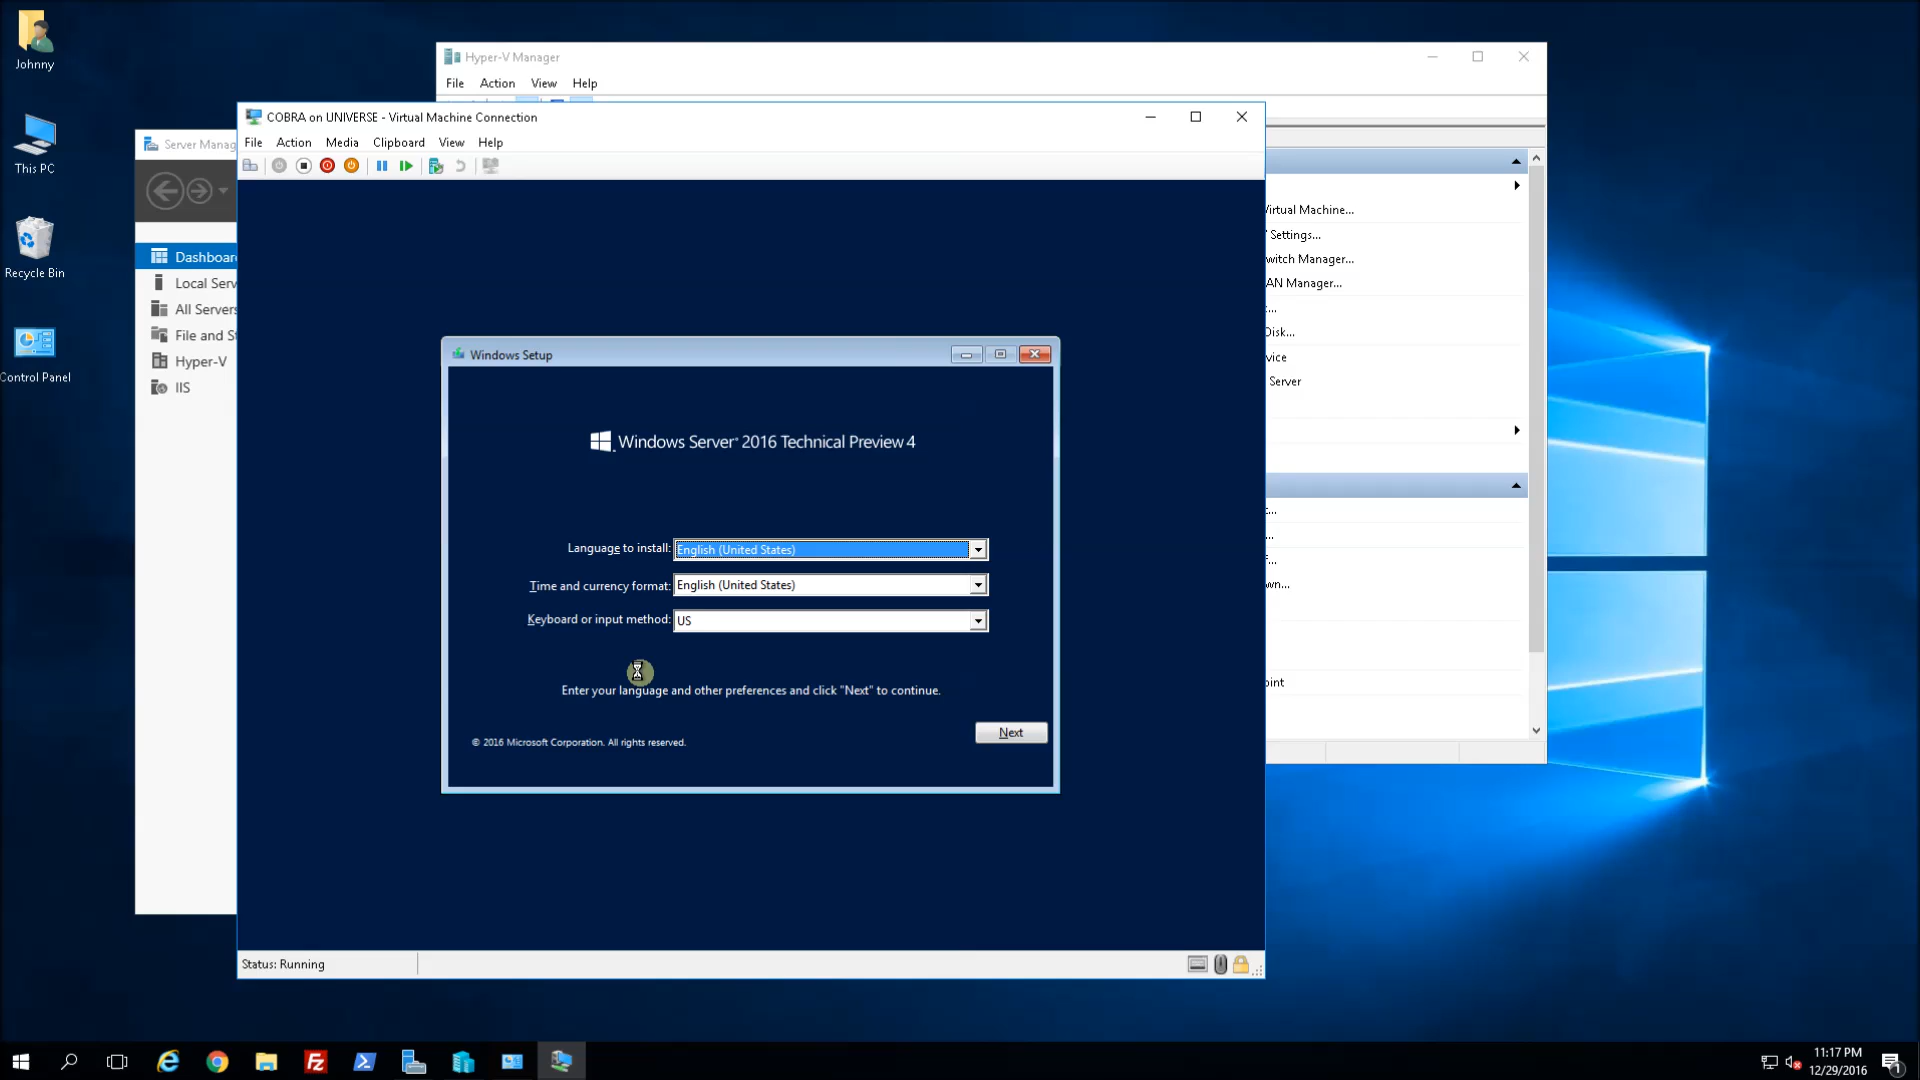 Johnny
This PC
Recycle Bin
Control Panel
Hyper-V Manager
File Action View Help
Server Manag
Dashboar
Local Serv
All Servers
File and S
Hyper-V
IIS
COBRA on UNIVERSE - Virtual Machine Connection
File Action Media Clipboard View Help
Windows Setup
Windows Server® 2016 Technical Preview 4
Language to install: English (United States)
Time and currency format: English (United States)
Keyboard or input method: US
Enter your language and other preferences and click "Next" to continue.
Next
© 2016 Microsoft Corporation. All rights reserved.
Status: Running
Virtual Machine...
Settings...
witch Manager...
AN Manager...
...
Disk...
vice
Server
...
...
...
wn...
oint
Fz
11:17 PM
12/29/2016
1